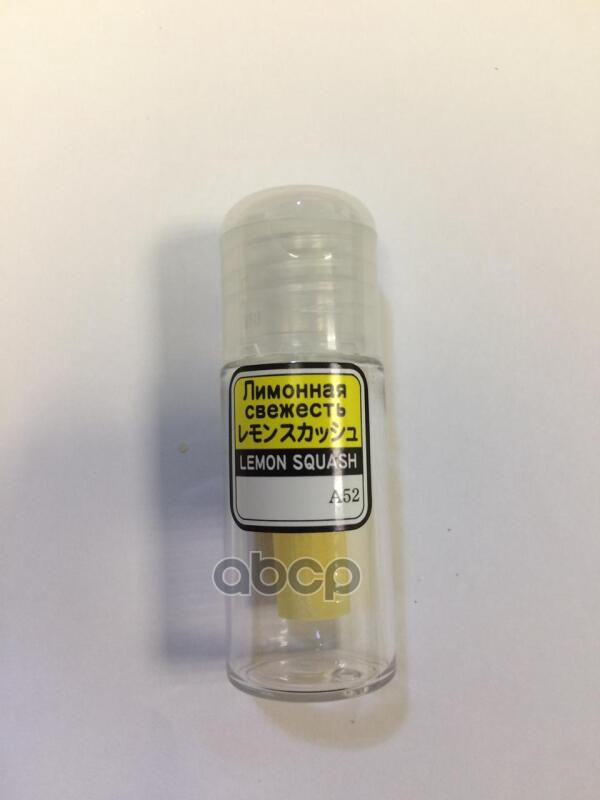 Лимонная
свежесть
レモンスカッシュ
LEMON SQUASH
A52
abcp